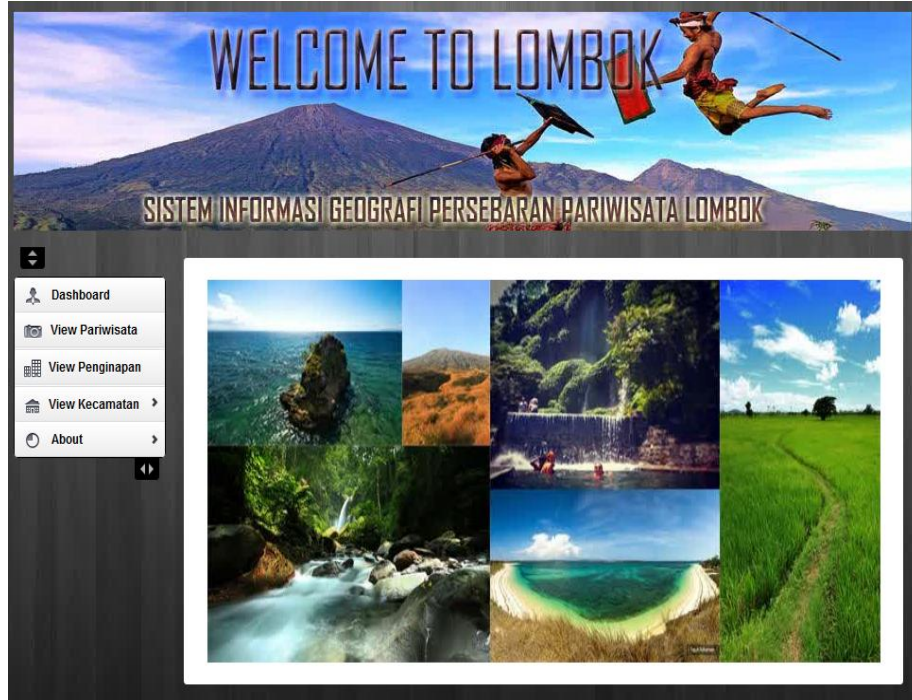 WELCOME TO LOMBOK
SISTEM INFORMASI GEOGRAFI PERSEBARAN PARIWISATA LOMBOK
Dashboard
View Pariwisata
View Penginapan
View Kecamatan
About